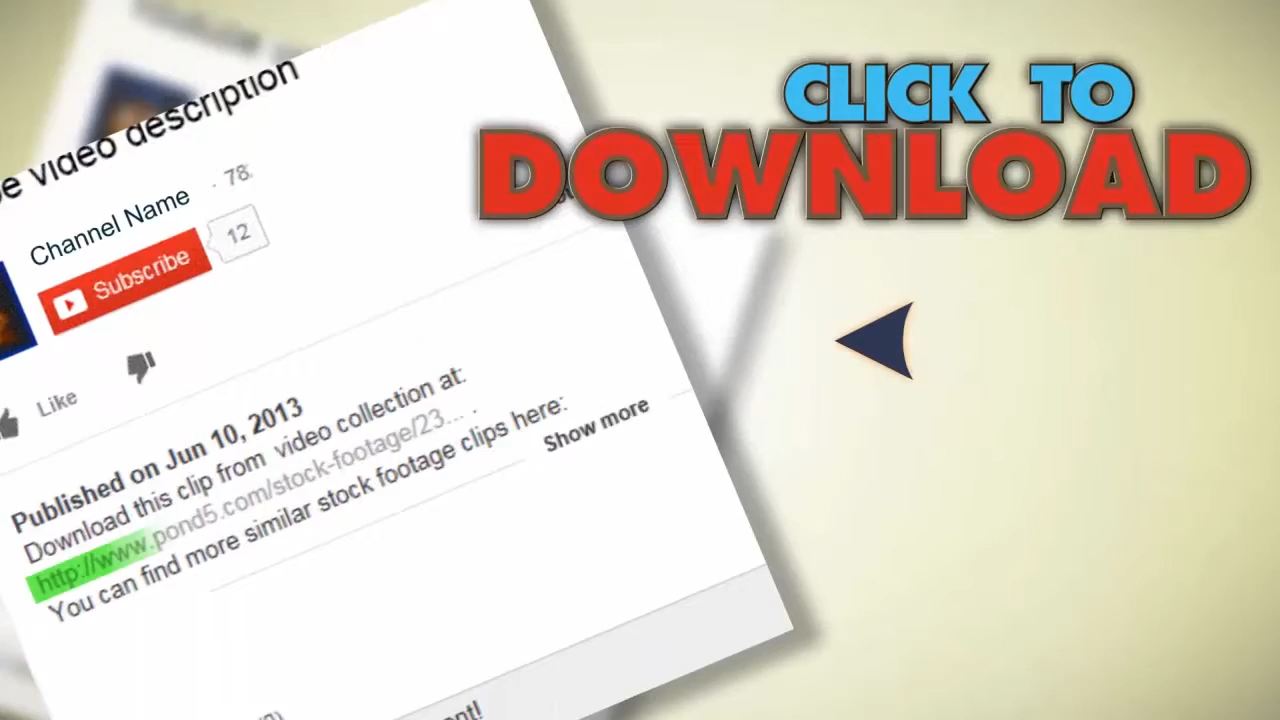 CLICK TO
DOWNLOAD
video description
Channel Name
78
Subscribe
12
Like
Published on Jun 10, 2013
Download this clip from video collection at:
http://www.pond5.com/stock-footage/23...
You can find more similar stock footage clips here:
Show more